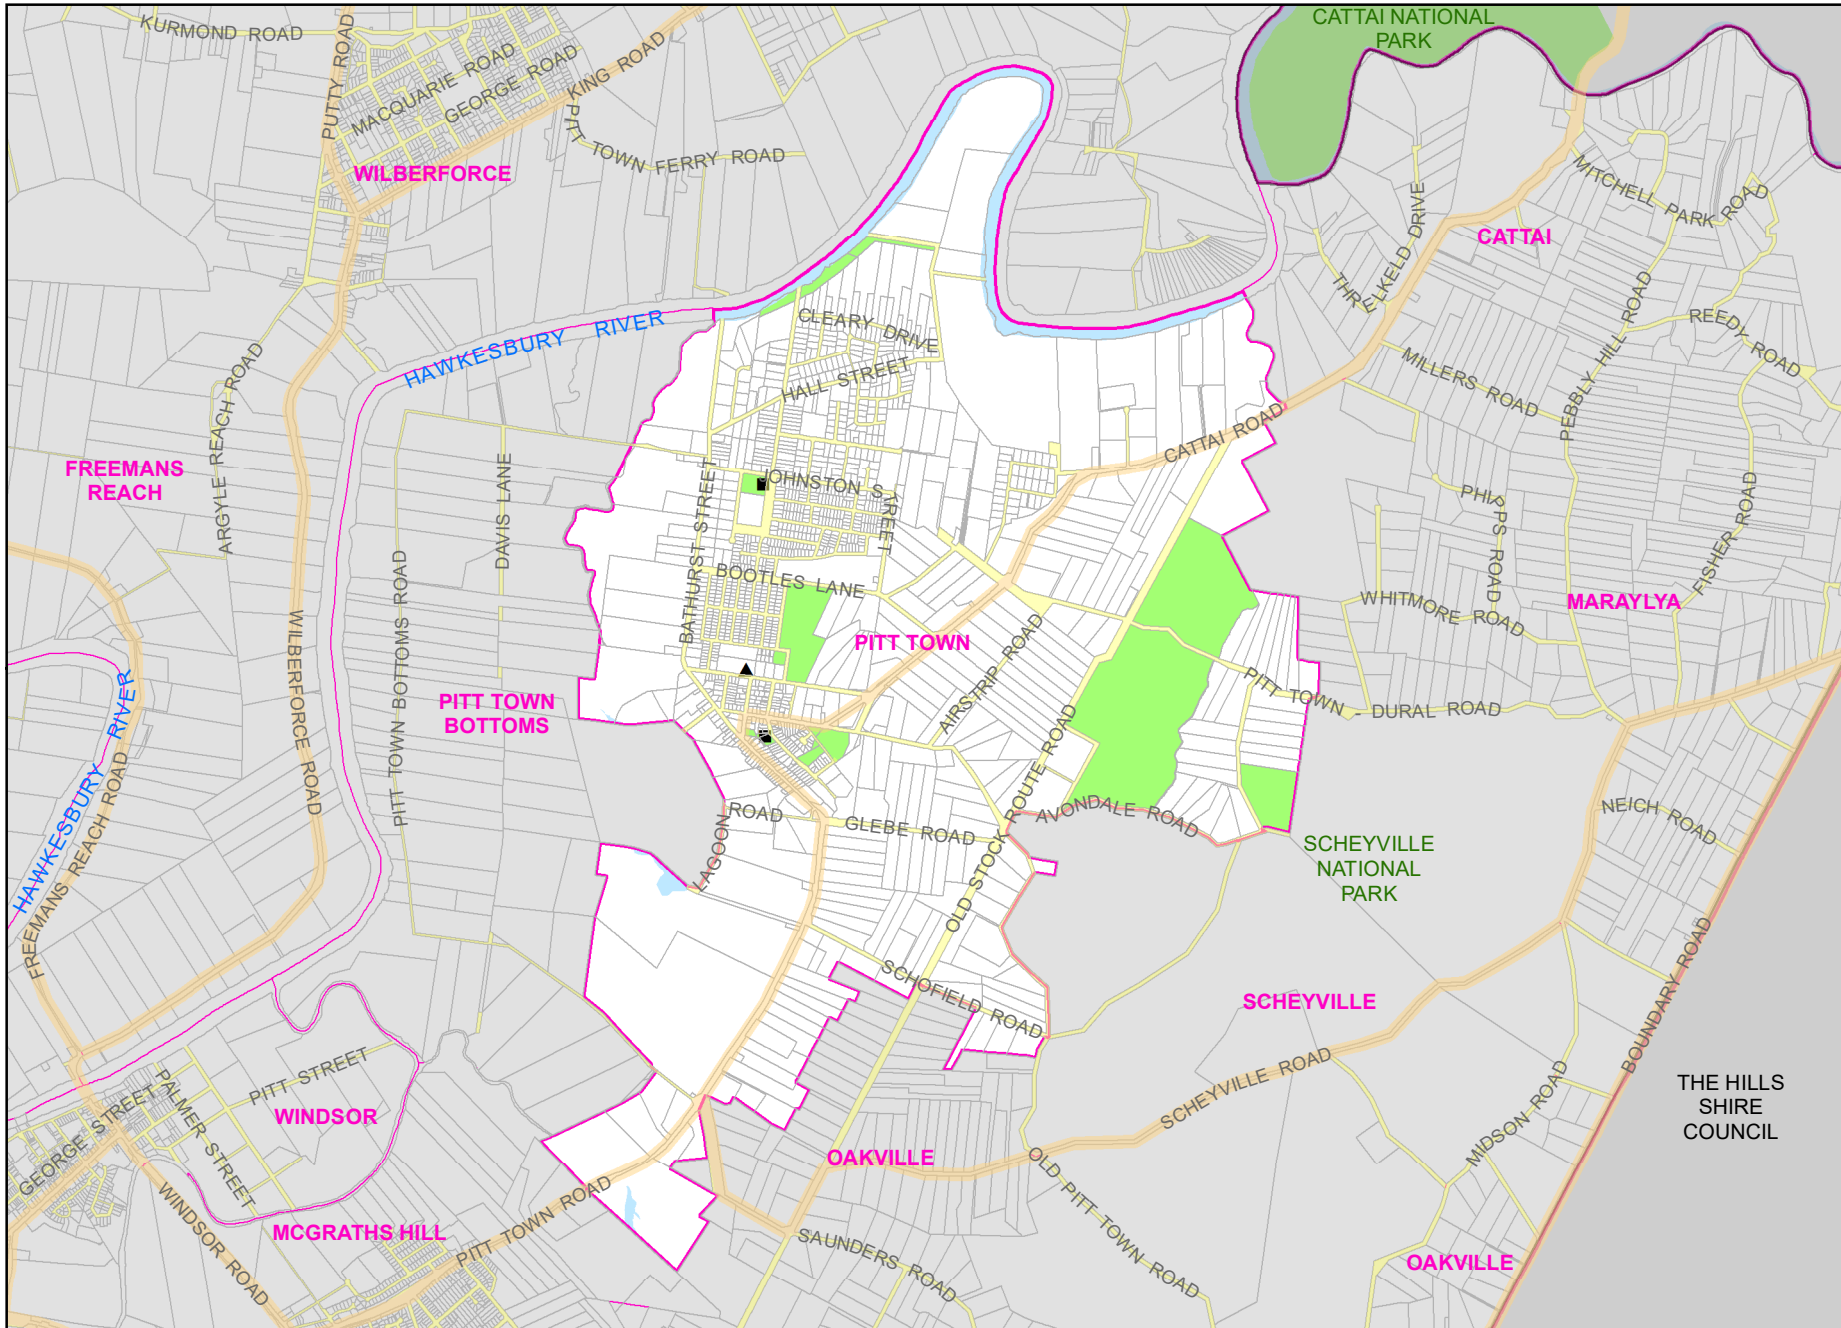 CATTAI NATIONAL
PARK
KURMOND ROAD
PUTTY ROAD
MACQUARIE ROAD
GEORGE ROAD
KING ROAD
PITT TOWN FERRY ROAD
WILBERFORCE
MITCHELL PARK ROAD
CATTAI
THRELKELD DRIVE
HAWKESBURY RIVER
CLEARY DRIVE
HALL STREET
REEDY ROAD
MILLERS ROAD
PEBBLY HILL ROAD
ARGYLE REACH ROAD
CATTAI ROAD
FREEMANS
REACH
DAVIS LANE
BATHURST STREET
JOHNSTON STREET
PHIPPS ROAD
FISHER ROAD
PITT TOWN BOTTOMS ROAD
WILBERFORCE ROAD
BOOTLES LANE
WHITMORE ROAD
MARAYLYA
PITT TOWN
AIRSTRIP ROAD
PITT TOWN - DURAL ROAD
PITT TOWN
BOTTOMS
HAWKESBURY RIVER
FREEMANS REACH ROAD
LAGOON ROAD
GLEBE ROAD
OLD STOCK ROUTE ROAD
AVONDALE ROAD
NEICH ROAD
SCHEYVILLE
NATIONAL
PARK
SCHOFIELD ROAD
SCHEYVILLE
BOUNDARY ROAD
SCHEYVILLE ROAD
MIDSON ROAD
THE HILLS
SHIRE
COUNCIL
PITT STREET
PALMER STREET
GEORGE STREET
WINDSOR
OAKVILLE
OLD PITT TOWN ROAD
WINDSOR ROAD
MCGRATHS HILL
PITT TOWN ROAD
SAUNDERS ROAD
OAKVILLE